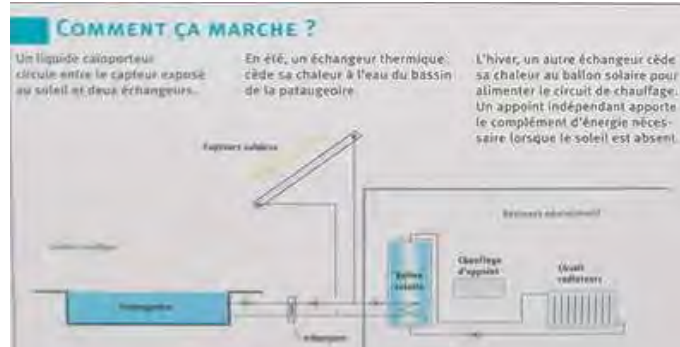 COMMENT ÇA MARCHE ?
Un liquide caloporteur
circule entre le capteur exposé
au soleil et deux échangeurs.
En été, un échangeur thermique
cède sa chaleur à l'eau du bassin
de la pataugeoire
L'hiver, un autre échangeur cède
sa chaleur au ballon solaire pour
alimenter le circuit de chauffage.
Un appoint indépendant apporte
le complément d'énergie néces-
saire lorsque le soleil est absent
Capteurs solaires
Chauffage
d'appoint
Circuit
radiateurs
Ballon
solaire
Pataugeoire
échangeur